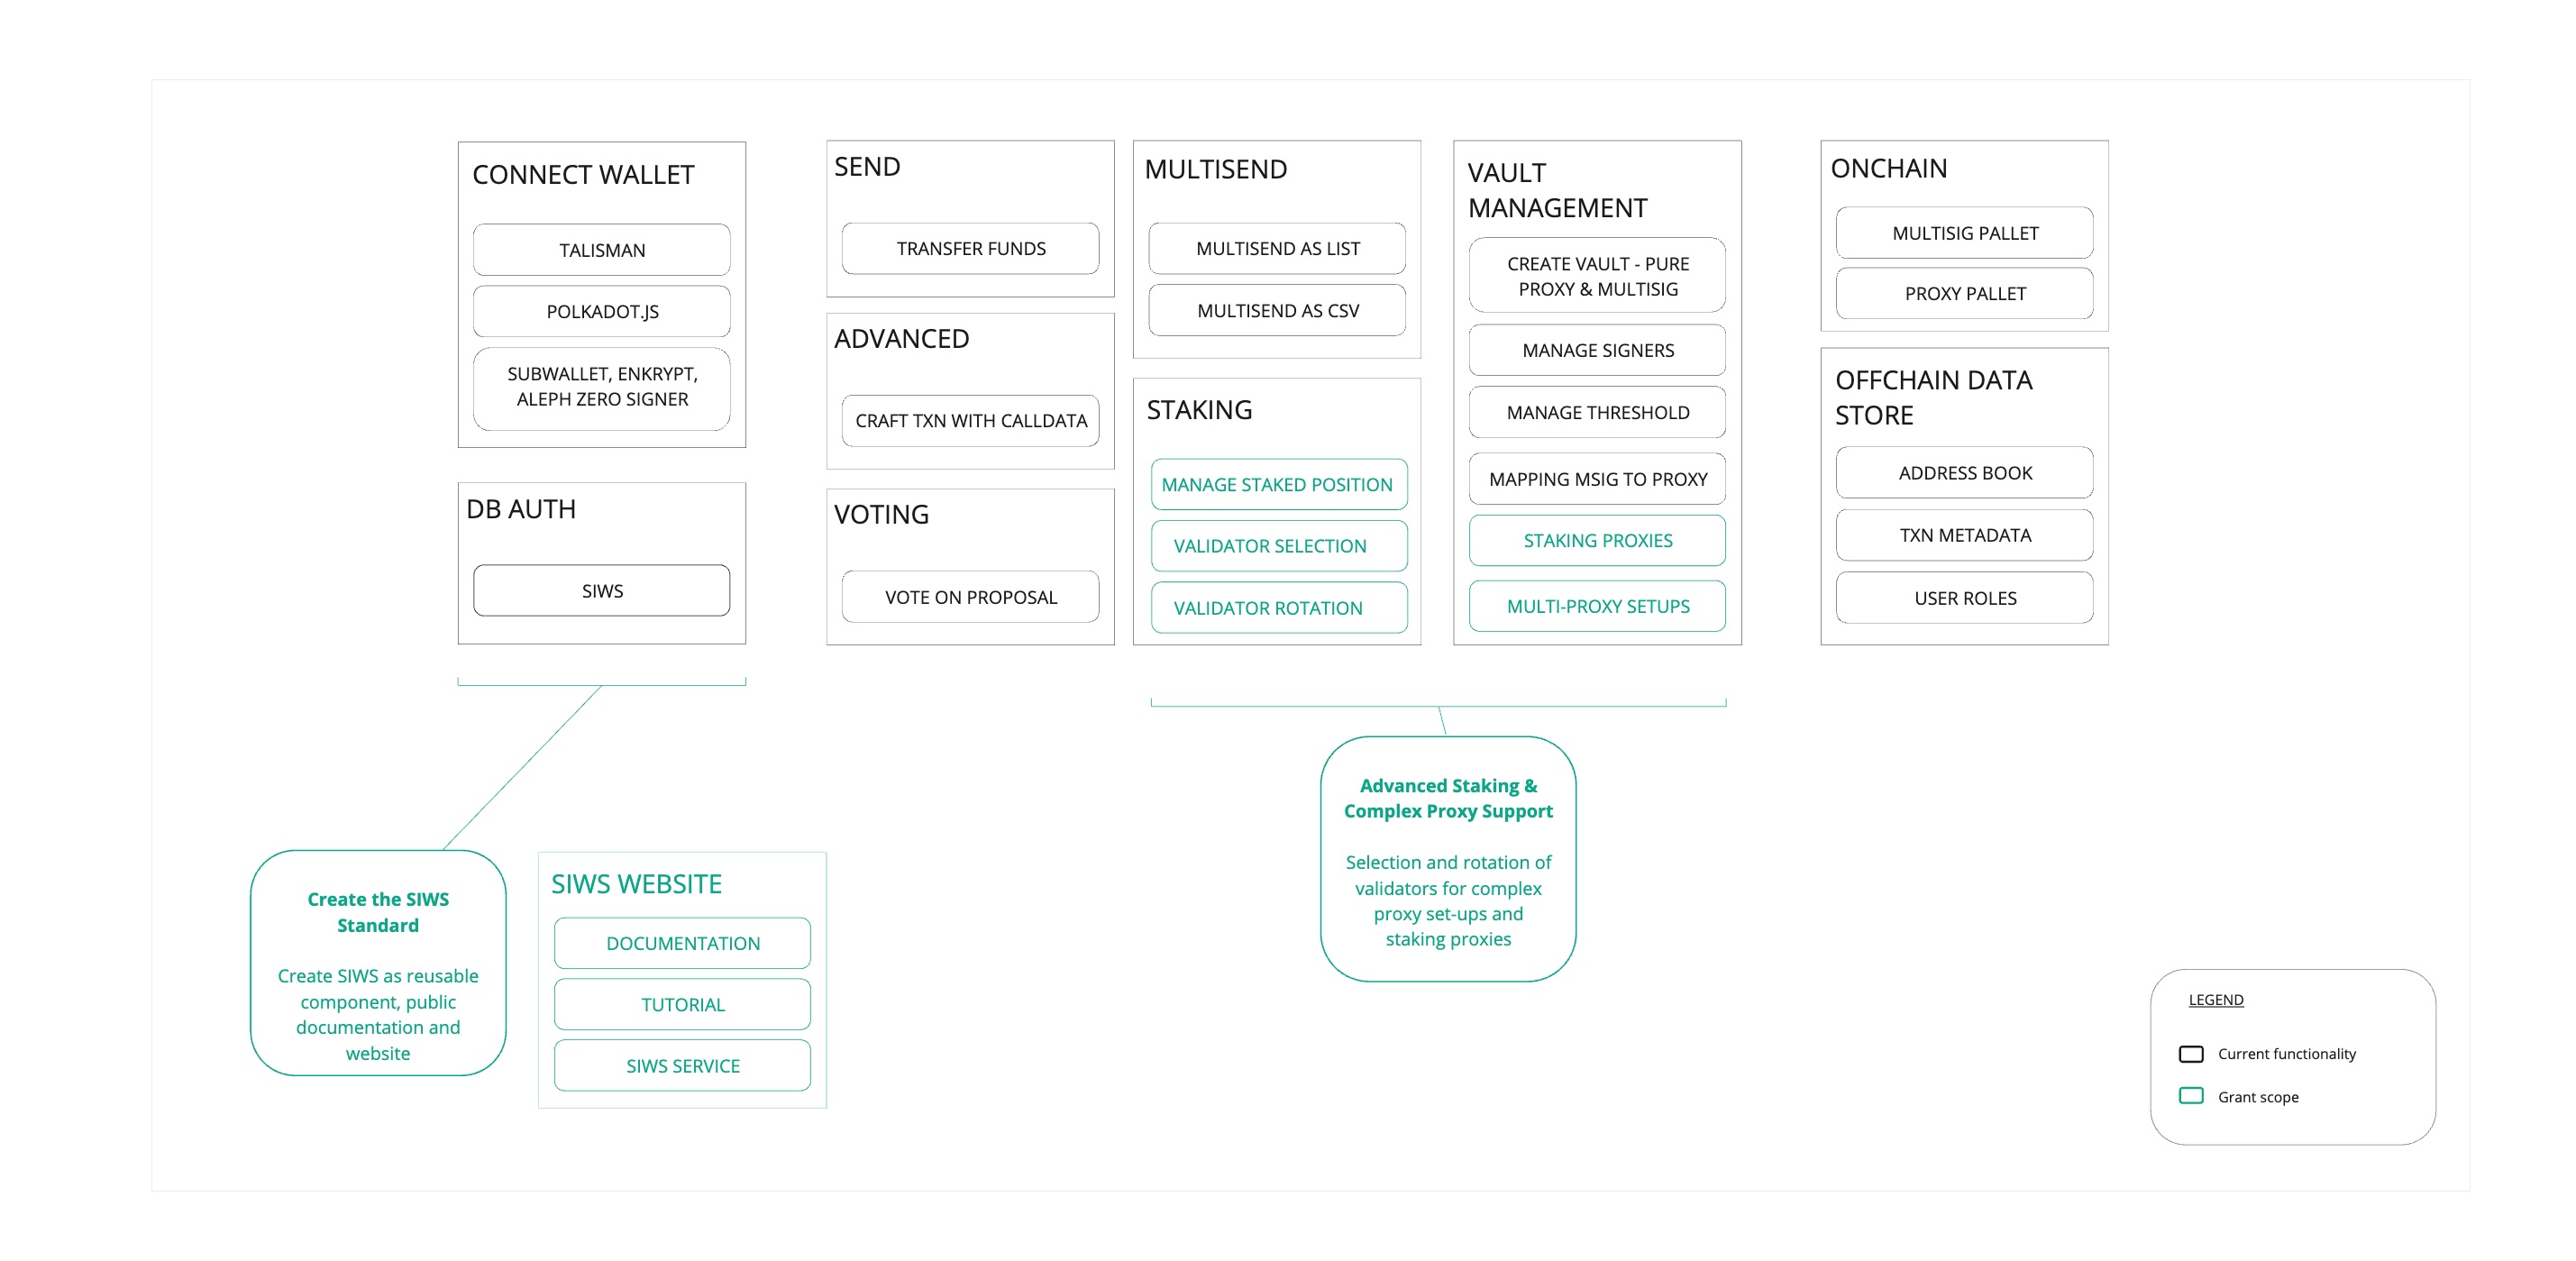 CONNECT WALLET
TALISMAN
POLKADOT.JS
SUBWALLET, ENKRYPT,
ALEPH ZERO SIGNER
DB AUTH
SIWS
SEND
TRANSFER FUNDS
ADVANCED
CRAFT TXN WITH CALLDATA
VOTING
VOTE ON PROPOSAL
MULTISEND
MULTISEND AS LIST
MULTISEND AS CSV
STAKING
MANAGE STAKED POSITION
VALIDATOR SELECTION
VALIDATOR ROTATION
VAULT
MANAGEMENT
CREATE VAULT - PURE
PROXY & MULTISIG
MANAGE SIGNERS
MANAGE THRESHOLD
MAPPING MSIG TO PROXY
STAKING PROXIES
MULTI-PROXY SETUPS
ONCHAIN
MULTISIG PALLET
PROXY PALLET
OFFCHAIN DATA
STORE
ADDRESS BOOK
TXN METADATA
USER ROLES
Create the SIWS
Standard
Create SIWS as reusable
component, public
documentation and
website
SIWS WEBSITE
DOCUMENTATION
TUTORIAL
SIWS SERVICE
Advanced Staking &
Complex Proxy Support
Selection and rotation of
validators for complex
proxy set-ups and
staking proxies
LEGEND
Current functionality
Grant scope